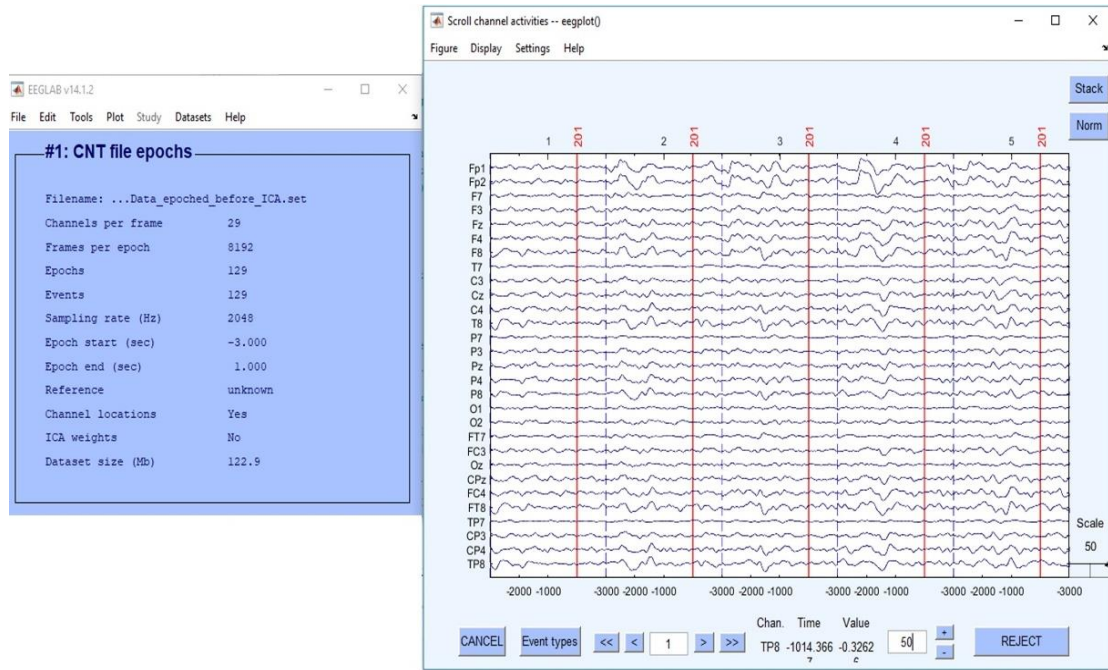 EEGLAB v14.1.2
File Edit Tools Plot Study Datasets Help
#1: CNT file epochs
Filename: ...Data_epoched_before_ICA.set
Channels per frame 29
Frames per epoch 8192
Epochs 129
Events 129
Sampling rate (Hz) 2048
Epoch start (sec) -3.000
Epoch end (sec) 1.000
Reference unknown
Channel locations Yes
ICA weights No
Dataset size (Mb) 122.9
Scroll channel activities -- eegplot()
Figure Display Settings Help
Stack
Norm
1 201 2 201 3 201 4 201 5 201
Fp1
Fp2
F7
F3
Fz
F4
F8
T7
C3
Cz
C4
T8
P7
P3
Pz
P4
P8
O1
O2
FT7
FC3
Oz
CPz
FC4
FT8
TP7
CP3
CP4
TP8
Scale
50
-2000 -1000 -3000 -2000 -1000 -3000 -2000 -1000 -3000 -2000 -1000 -3000 -2000 -1000 -3000
Chan. Time Value
CANCEL Event types << < 1 > >> TP8 -1014.366 -0.3262 50 + - REJECT
7